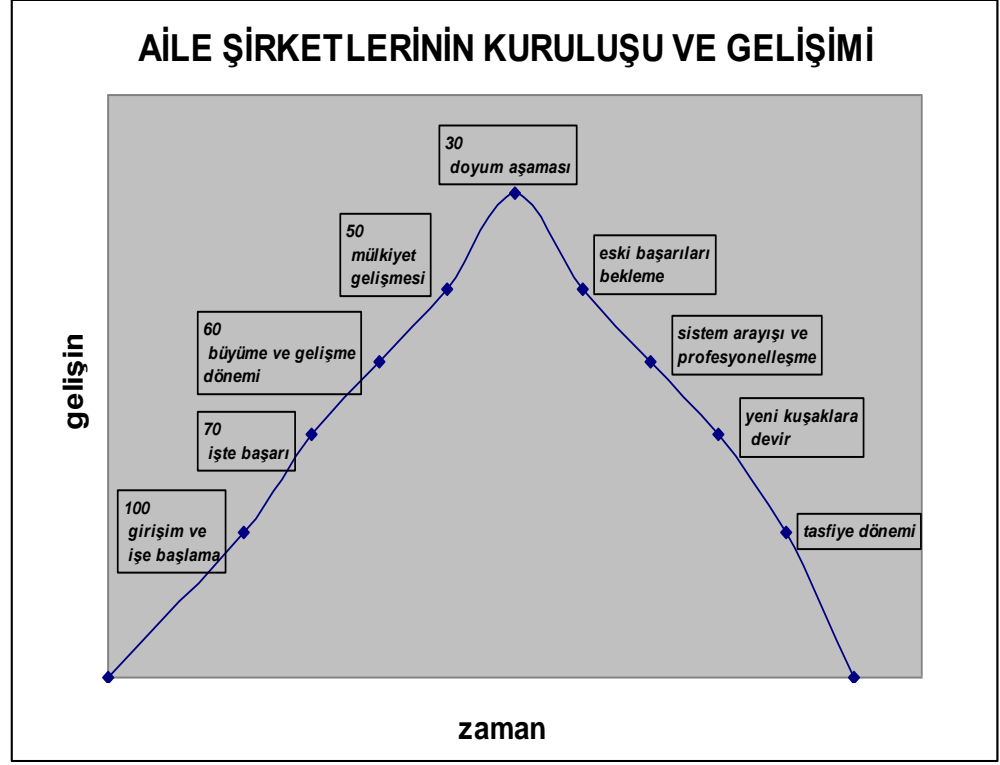 AİLE ŞİRKETLERİNİN KURULUŞU VE GELİŞİMİ
30
doyum aşaması
50
mülkiyet
gelişmesi
eski başarıları
bekleme
60
büyüme ve gelişme
dönemi
sistem arayışı ve
profesyonelleşme
70
işte başarı
yeni kuşaklara
devir
100
girişim ve
işe başlama
tasfiye dönemi
gelişin
zaman